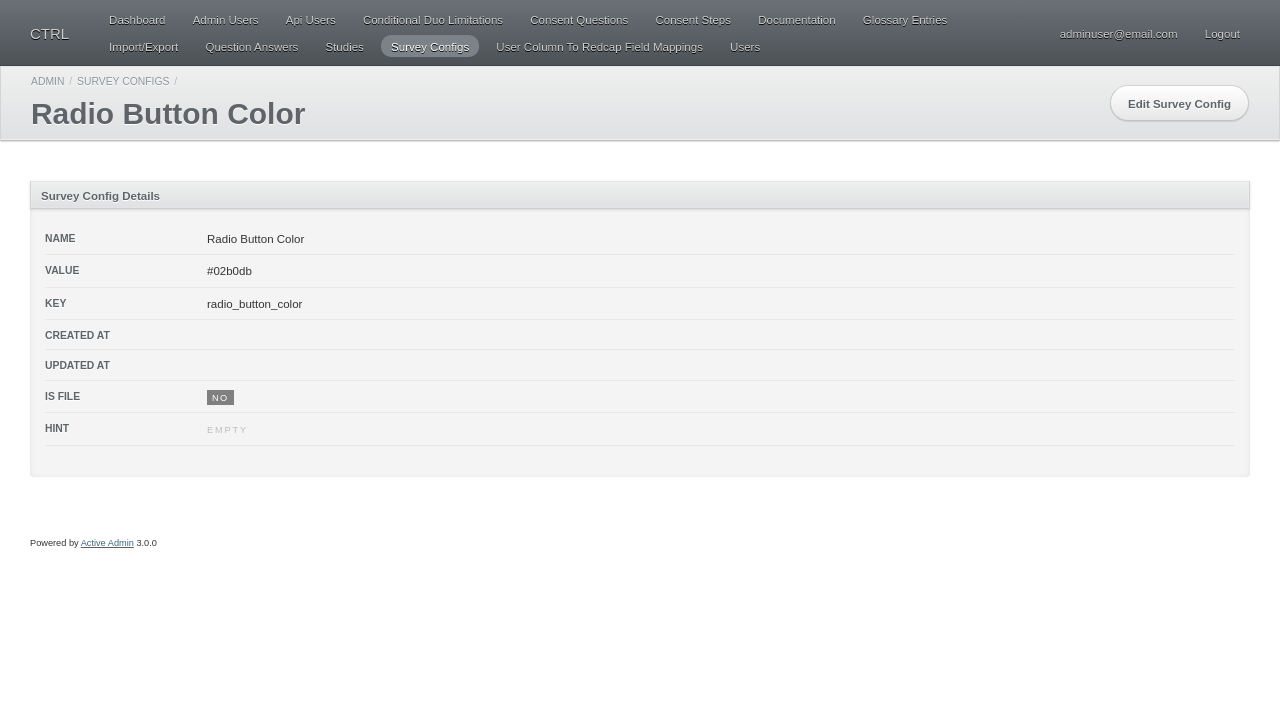 CTRL
Dashboard Admin Users Api Users Conditional Duo Limitations Consent Questions Consent Steps Documentation Glossary Entries
Import/Export Question Answers Studies Survey Configs User Column To Redcap Field Mappings Users
adminuser@email.com Logout
ADMIN / SURVEY CONFIGS /
Radio Button Color
Edit Survey Config
Survey Config Details
NAME Radio Button Color
VALUE #02b0db
KEY radio_button_color
CREATED AT
UPDATED AT
IS FILE NO
HINT EMPTY
Powered by Active Admin 3.0.0